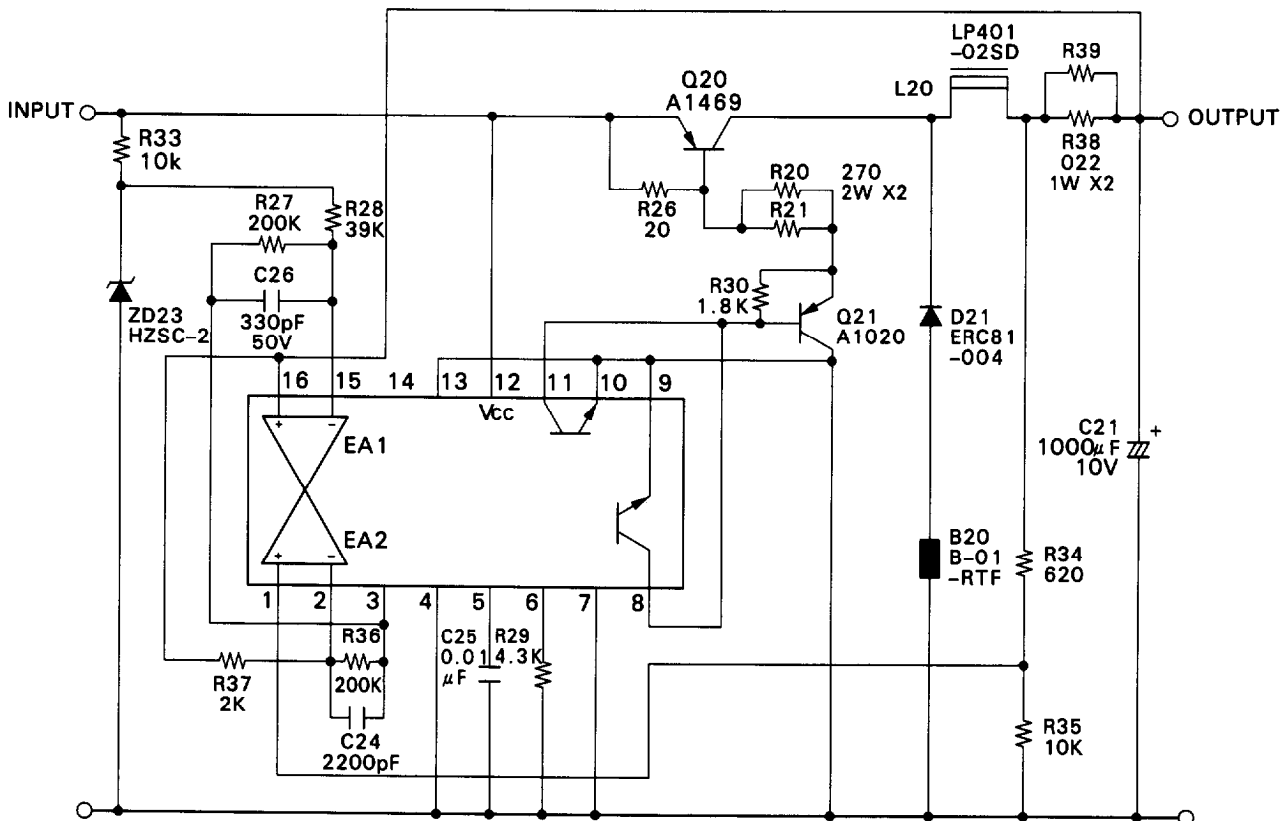 LP401
-02SD
R39
Q20
A1469
L20
INPUT
OUTPUT
R33
10k
R38
022
1W X2
R20
270
2W X2
R27
200K
R28
39K
R26
20
R21
C26
R30
1.8K
ZD23
HZSC-2
330pF
50V
Q21
A1020
D21
ERC81
-004
16 15 14 13 12 11 10 9
Vcc
+ -
EA1
C21
+
1000μF
10V
EA2
+ -
B20
B-01
-RTF
R34
620
1 2 3 4 5 6 7 8
R36
C25
0.01
μF
R29
4.3K
R37
2K
200K
C24
2200pF
R35
10K